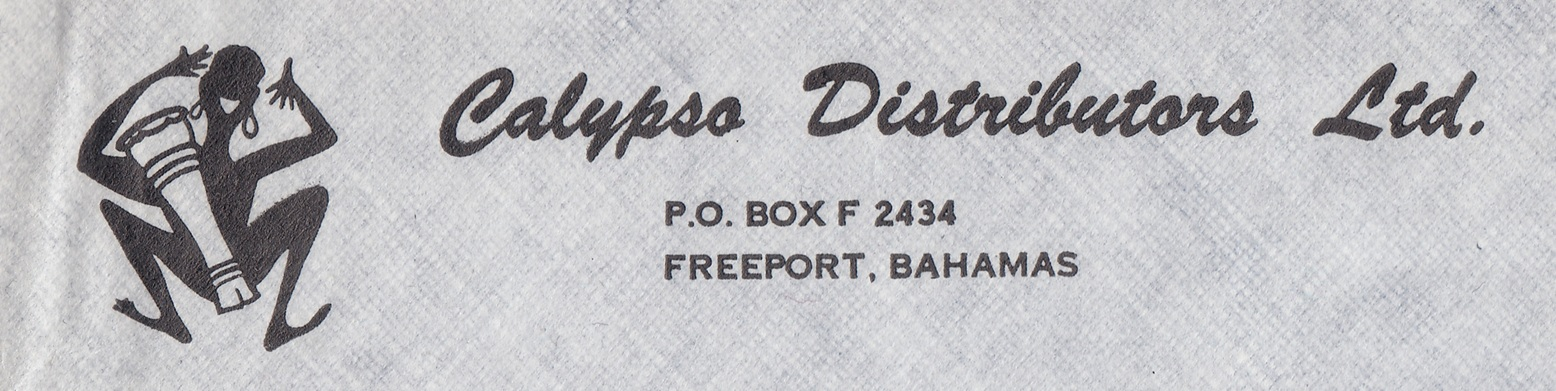 Calypso Distributors Ltd.
P.O. BOX F 2434
FREEPORT, BAHAMAS